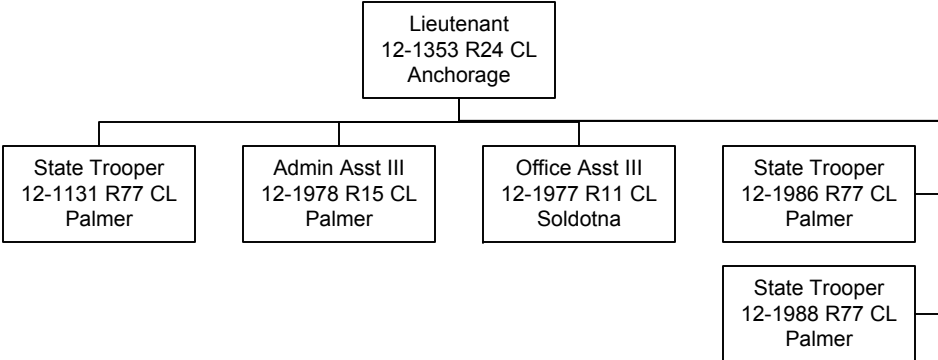 Lieutenant
12-1353 R24 CL
Anchorage
State Trooper
12-1131 R77 CL
Palmer
Admin Asst III
12-1978 R15 CL
Palmer
Office Asst III
12-1977 R11 CL
Soldotna
State Trooper
12-1986 R77 CL
Palmer
State Trooper
12-1988 R77 CL
Palmer